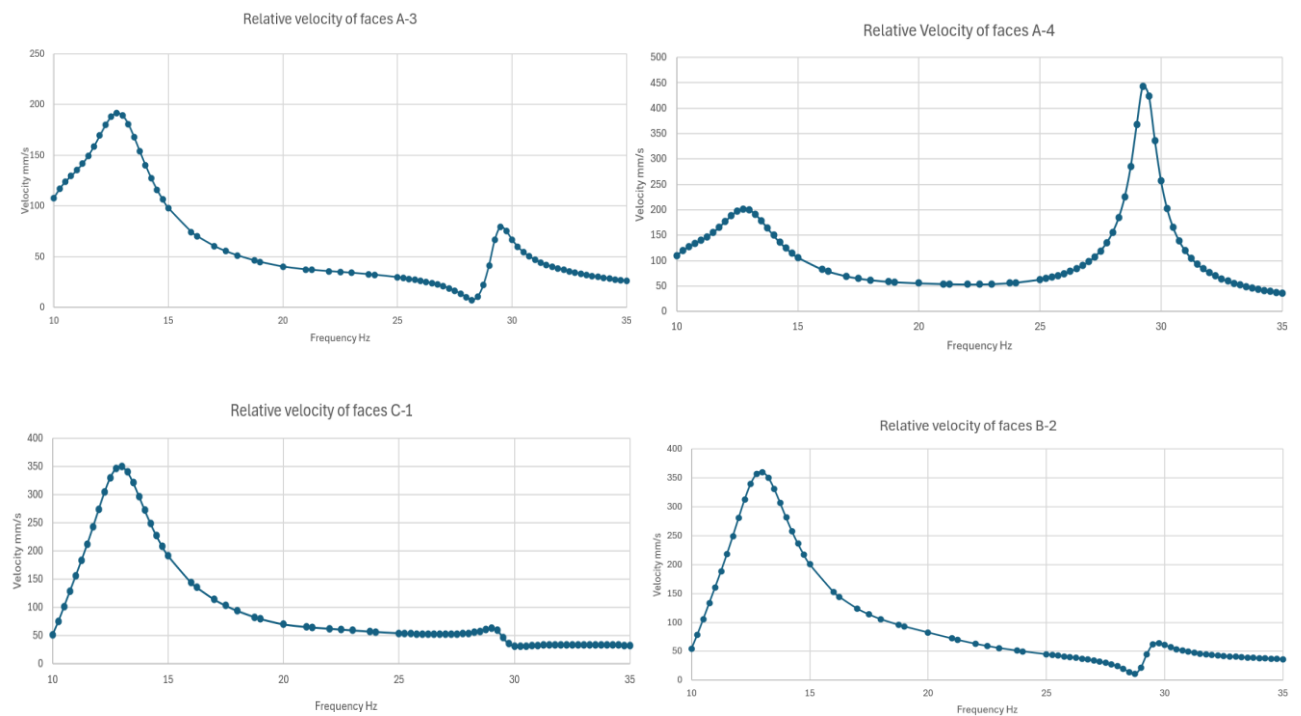 Relative velocity of faces A-3
250
200
150
100
50
0
10 15 20 25 30 35
Velocity mm/s
Frequency Hz
Relative Velocity of faces A-4
500
450
400
350
300
250
200
150
100
50
0
10 15 20 25 30 35
Velocity mm/s
Frequency Hz
Relative velocity of faces C-1
400
350
300
250
200
150
100
50
0
10 15 20 25 30 35
Velocity mm/s
Frequency Hz
Relative velocity of faces B-2
400
350
300
250
200
150
100
50
0
10 15 20 25 30 35
Velocity mm/s
Frequency Hz